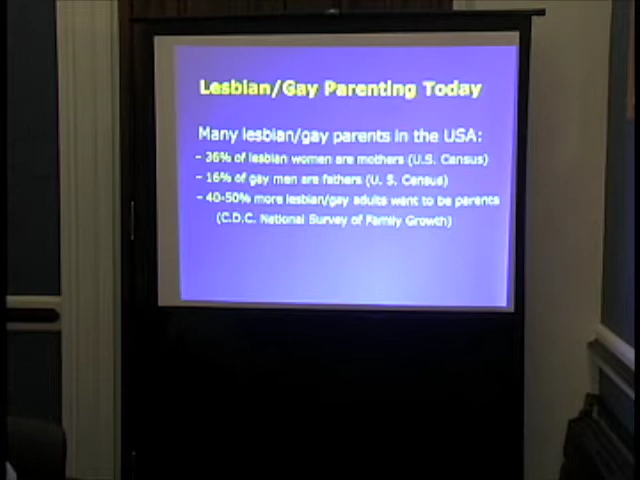 Lesbian/Gay Parenting Today
Many lesbian/gay parents in the USA:
- 36% of lesbian women are mothers (U.S. Census)
- 16% of gay men are fathers (U. S. Census)
- 40-50% more lesbian/gay adults want to be parents
(C.D.C. National Survey of Family Growth)